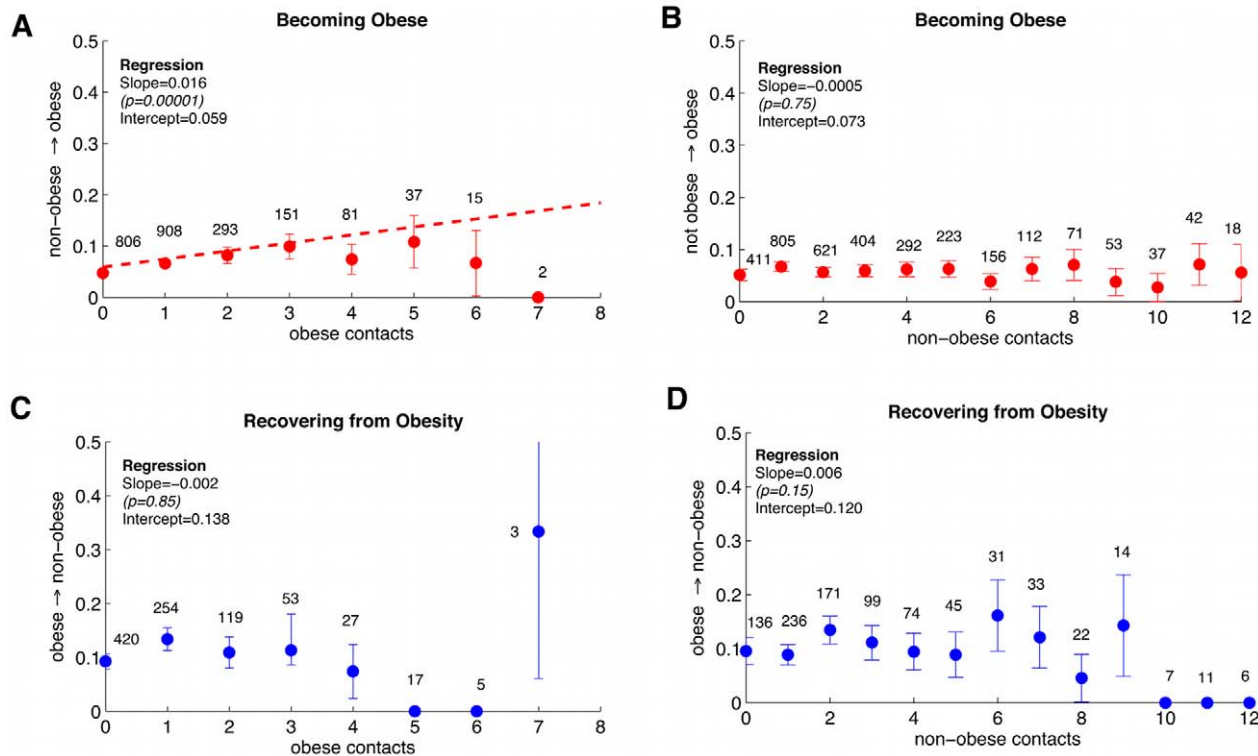 A
Becoming Obese
0.5
0.4
0.3
0.2
0.1
0
non−obese → obese
Regression
Slope=0.016
(p=0.00001)
Intercept=0.059
806 908 293 151 81 37 15 2
0 1 2 3 4 5 6 7 8
obese contacts
B
Becoming Obese
0.5
0.4
0.3
0.2
0.1
0
not obese → obese
Regression
Slope=−0.0005
(p=0.75)
Intercept=0.073
411 805 621 404 292 223 156 112 71 53 37 42 18
0 2 4 6 8 10 12
non−obese contacts
C
Recovering from Obesity
0.5
0.4
0.3
0.2
0.1
0
obese → non−obese
Regression
Slope=−0.002
(p=0.85)
Intercept=0.138
420 254 119 53 27 17 5 3
0 1 2 3 4 5 6 7 8
obese contacts
D
Recovering from Obesity
0.5
0.4
0.3
0.2
0.1
0
obese → non−obese
Regression
Slope=0.006
(p=0.15)
Intercept=0.120
136 236 171 99 74 45 31 33 22 14 7 11 6
0 2 4 6 8 10 12
non−obese contacts